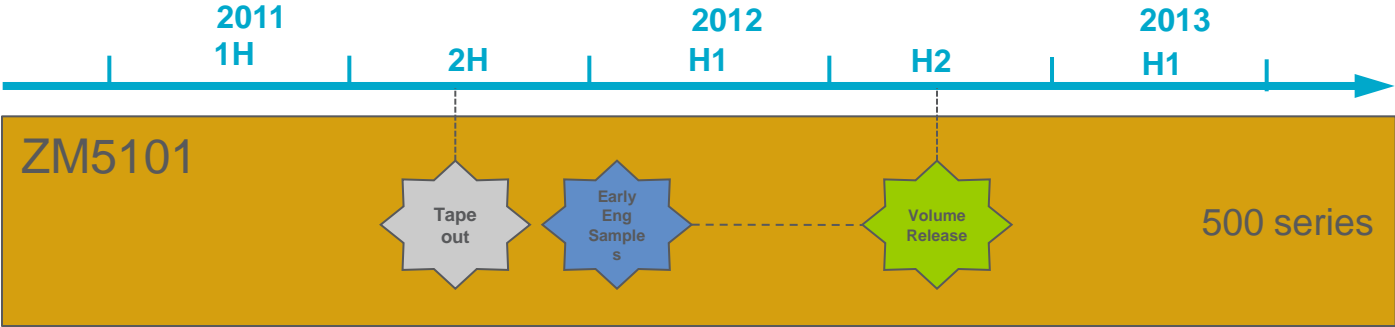 2011
2012
2013
1H
2H
H1
H2
H1
ZM5101
Tape
out
Early
Eng
Sample
s
Volume
Release
500 series